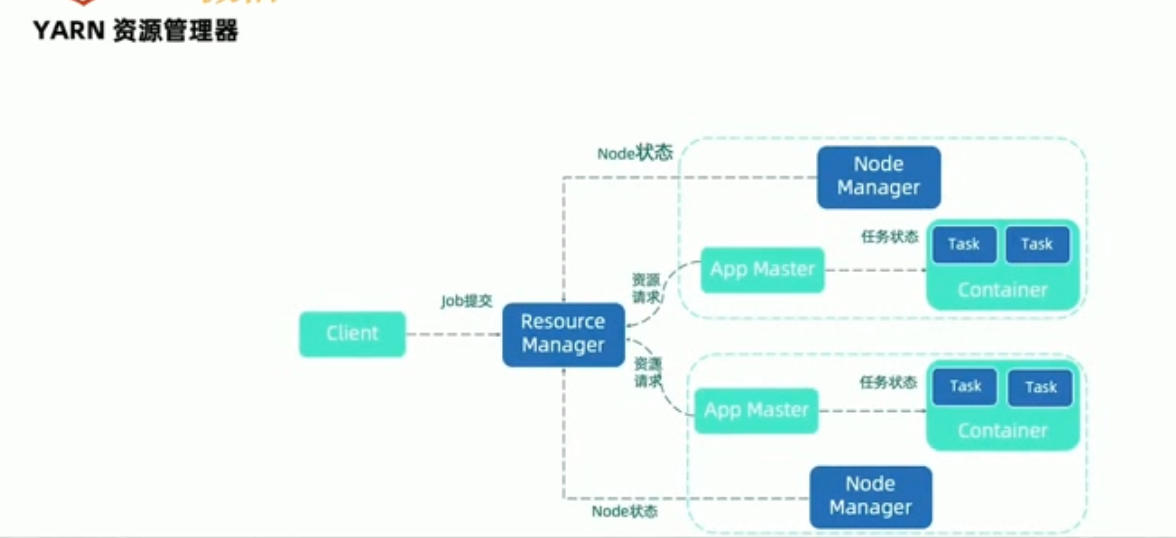 YARN 资源管理器
Node状态
Node
Manager
任务状态
Task
Task
App Master
Container
资源
请求
Job提交
Client
Resource
Manager
资源
请求
任务状态
Task
Task
App Master
Container
Node
Manager
Node状态